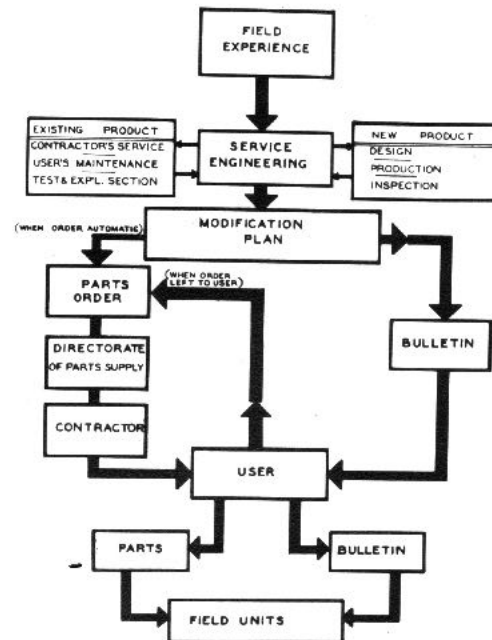 FIELD
EXPERIENCE
EXISTING PRODUCT
CONTRACTOR'S SERVICE
USER'S MAINTENANCE
TEST & EXP'L. SECTION
SERVICE
ENGINEERING
NEW PRODUCT
DESIGN
PRODUCTION
INSPECTION
MODIFICATION
PLAN
(WHEN ORDER AUTOMATIC)
PARTS
ORDER
(WHEN ORDER
LEFT TO USER)
DIRECTORATE
OF PARTS SUPPLY
BULLETIN
CONTRACTOR
USER
PARTS
BULLETIN
FIELD UNITS